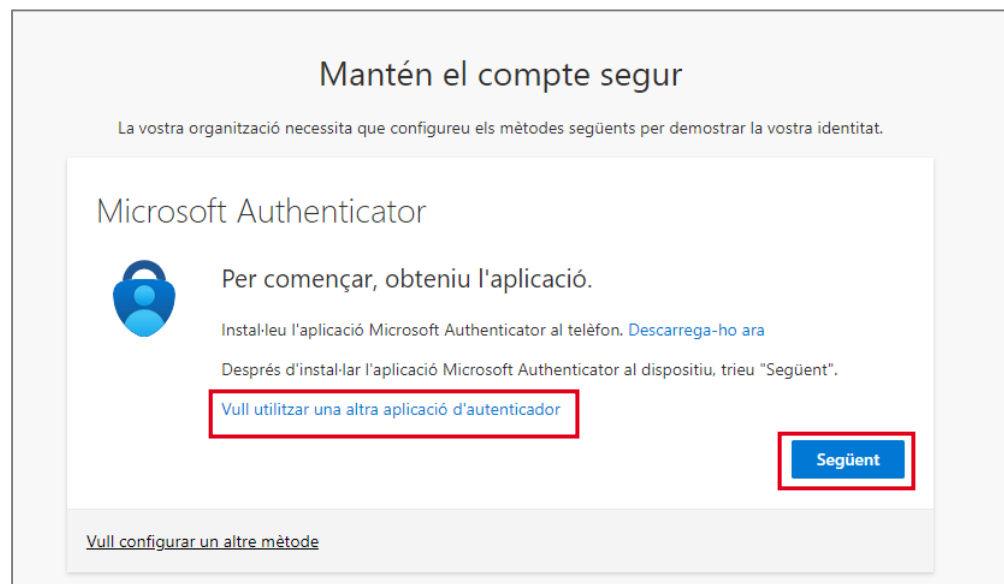 Mantén el compte segur
La vostra organització necessita que configureu els mètodes següents per demostrar la vostra identitat.
Microsoft Authenticator
Per començar, obteniu l'aplicació.
Instal·leu l'aplicació Microsoft Authenticator al telèfon. Descarrega-ho ara
Després d'instal·lar l'aplicació Microsoft Authenticator al dispositiu, trieu "Següent".
Vull utilitzar una altra aplicació d'autenticador
Següent
Vull configurar un altre mètode